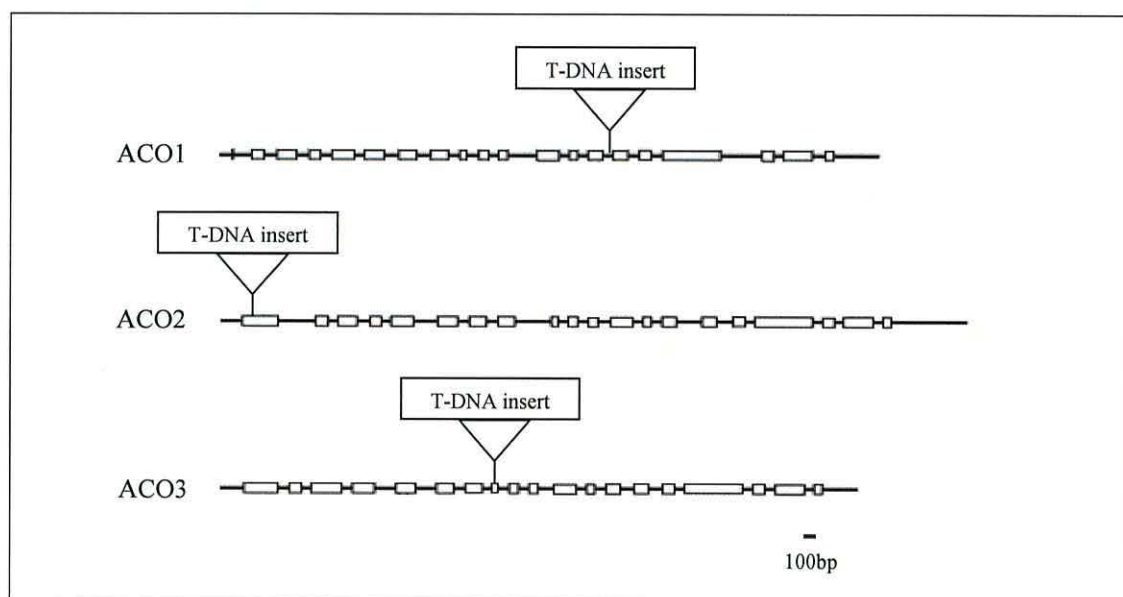 T-DNA insert
ACO1
T-DNA insert
ACO2
T-DNA insert
ACO3
100bp